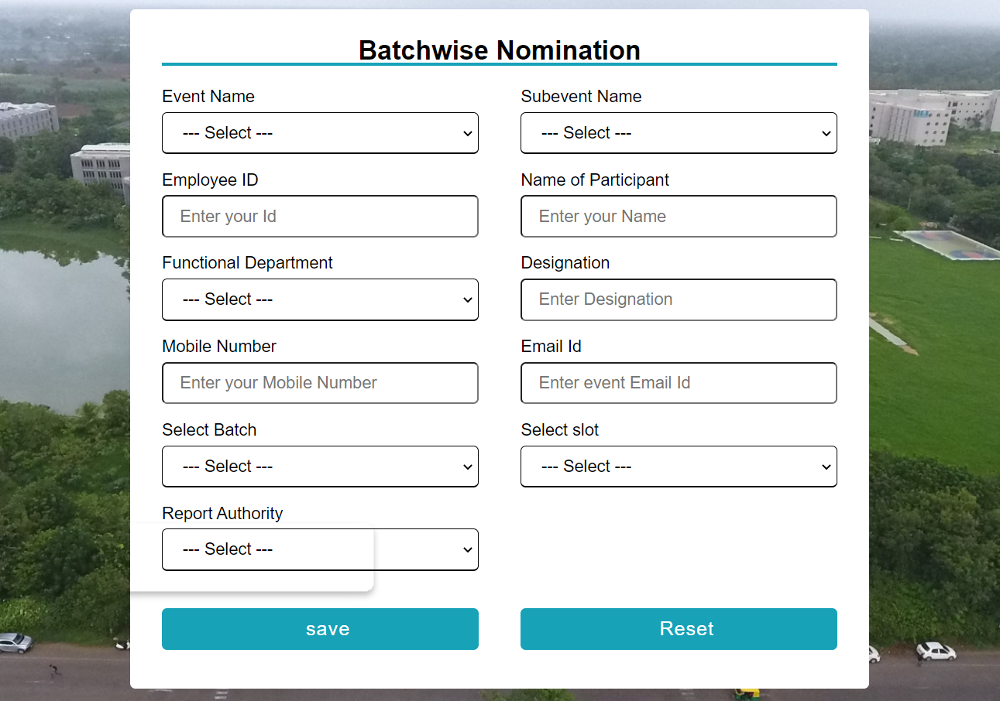 Batchwise Nomination
Event Name
Subevent Name
--- Select ---
--- Select ---
Employee ID
Name of Participant
Enter your Id
Enter your Name
Functional Department
Designation
--- Select ---
Enter Designation
Mobile Number
Email Id
Enter your Mobile Number
Enter event Email Id
Select Batch
Select slot
--- Select ---
--- Select ---
Report Authority
--- Select ---
save
Reset